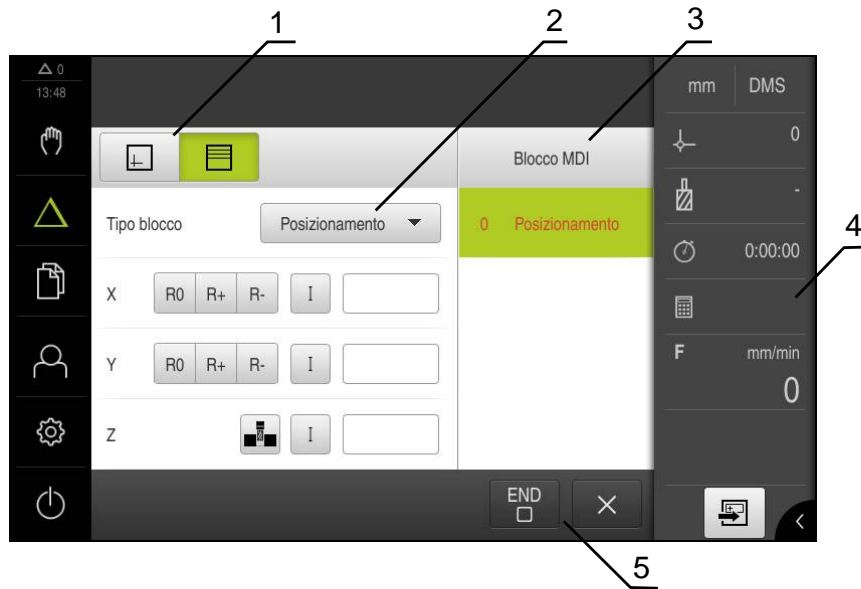 1
2
3
0
13:48
mm DMS
0
Blocco MDI
-
Tipo blocco Posizionamento
0 Posizionamento
4
0:00:00
X R0 R+ R- I
F mm/min
Y R0 R+ R- I
0
Z I
END
5